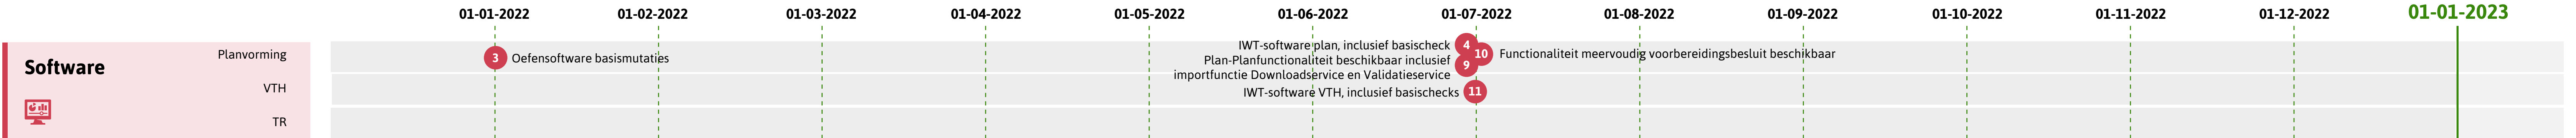 01-01-2022 01-02-2022 01-03-2022 01-04-2022 01-05-2022 01-06-2022 01-07-2022 01-08-2022 01-09-2022 01-10-2022 01-11-2022 01-12-2022 01-01-2023
Software
Planvorming
3 Oefensoftware basismutaties
IWT-software plan, inclusief basischeck 4
Plan-Planfunctionaliteit beschikbaar inclusief
importfunctie Downloadservice en Validatieservice 9
10 Functionaliteit meervoudig voorbereidingsbesluit beschikbaar
VTH
IWT-software VTH, inclusief basischecks 11
TR